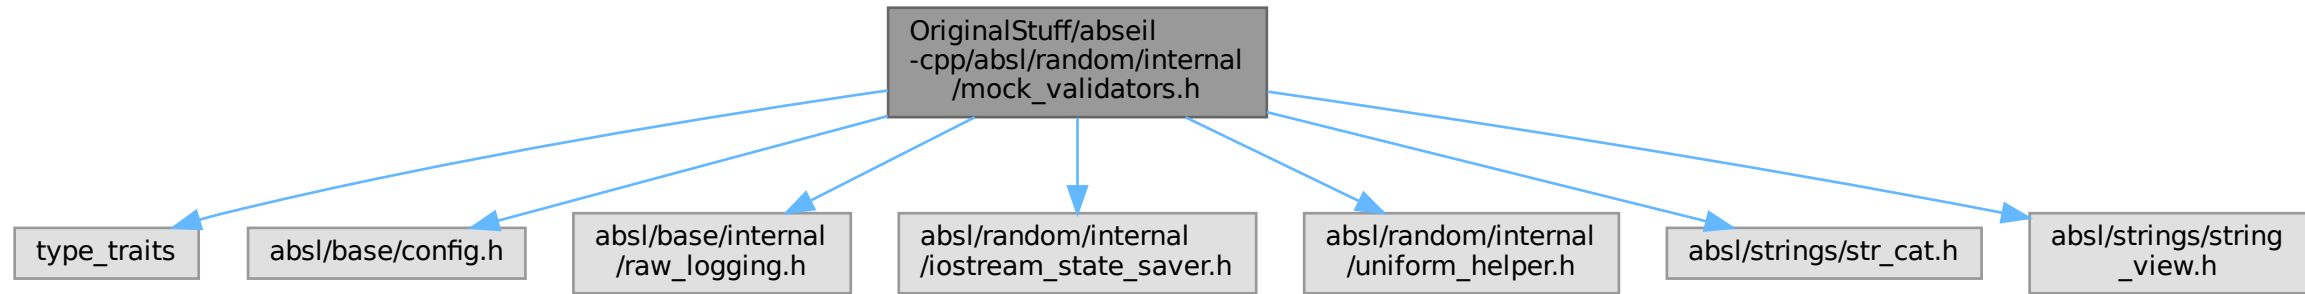 OriginalStuff/abseil
-cpp/absl/random/internal
/mock_validators.h
type_traits
absl/base/config.h
absl/base/internal
/raw_logging.h
absl/random/internal
/iostream_state_saver.h
absl/random/internal
/uniform_helper.h
absl/strings/str_cat.h
absl/strings/string
_view.h